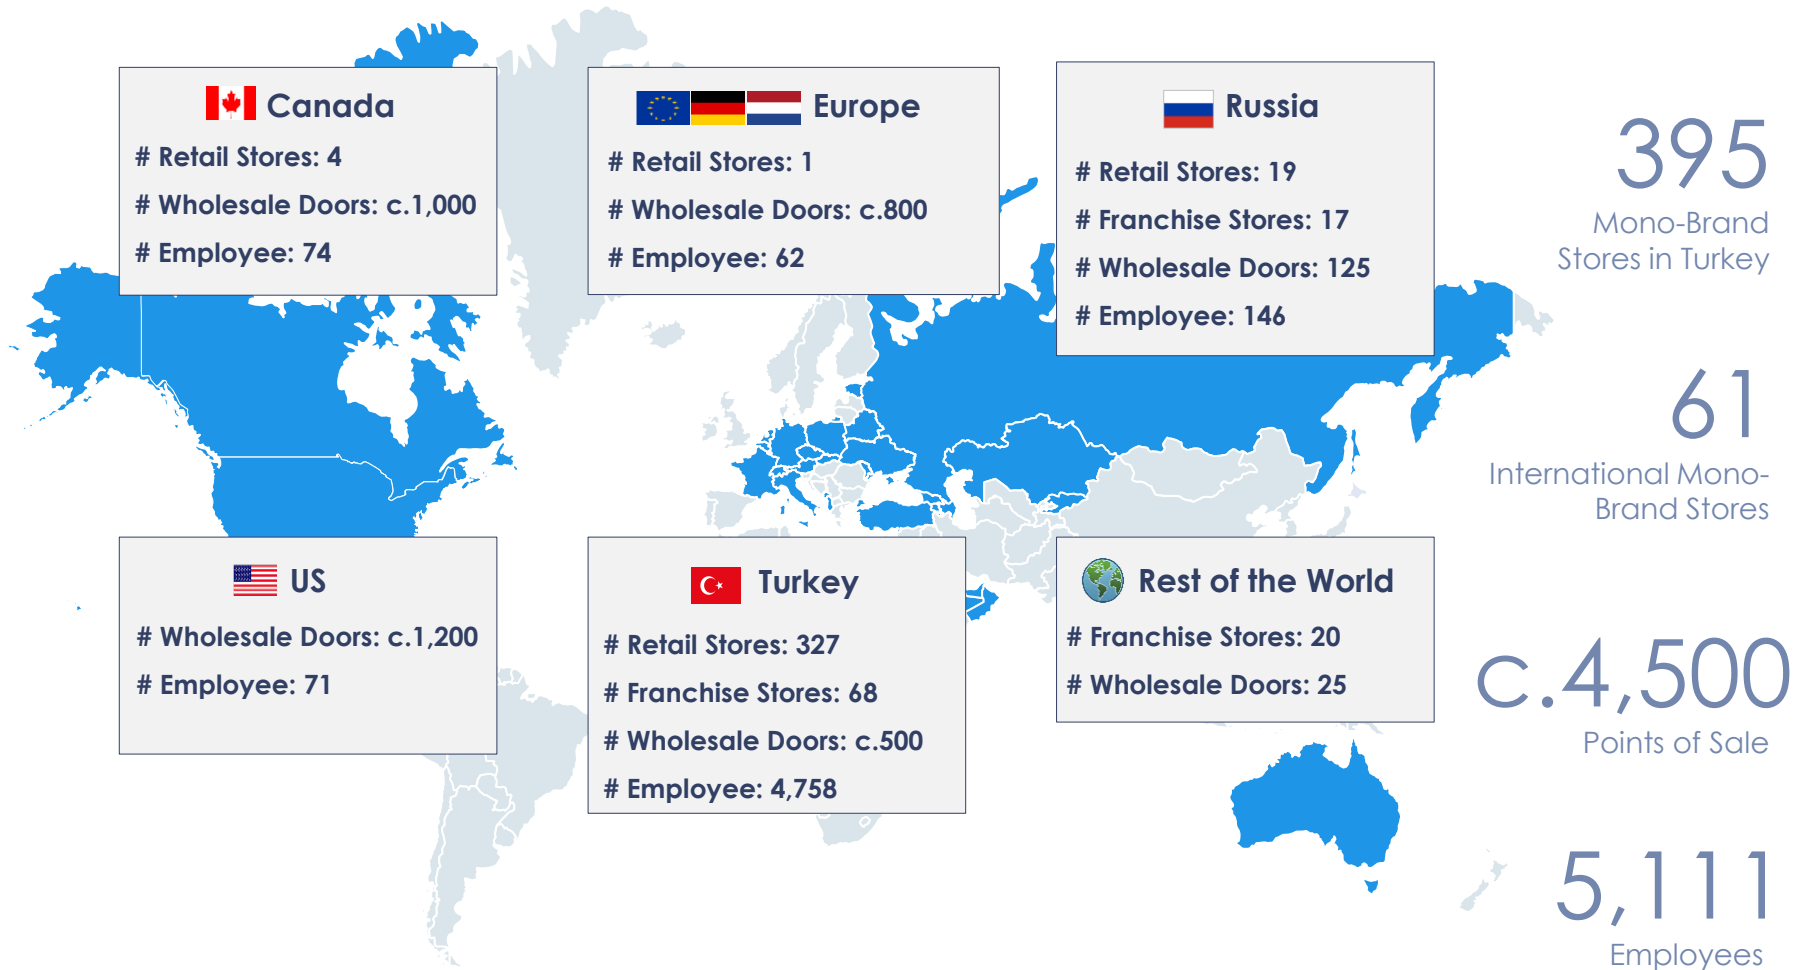 Canada
# Retail Stores: 4
# Wholesale Doors: c.1,000
# Employee: 74
Europe
# Retail Stores: 1
# Wholesale Doors: c.800
# Employee: 62
Russia
# Retail Stores: 19
# Franchise Stores: 17
# Wholesale Doors: 125
# Employee: 146
US
# Wholesale Doors: c.1,200
# Employee: 71
Turkey
# Retail Stores: 327
# Franchise Stores: 68
# Wholesale Doors: c.500
# Employee: 4,758
Rest of the World
# Franchise Stores: 20
# Wholesale Doors: 25
395
Mono-Brand
Stores in Turkey
61
International Mono-
Brand Stores
c.4,500
Points of Sale
5,111
Employees